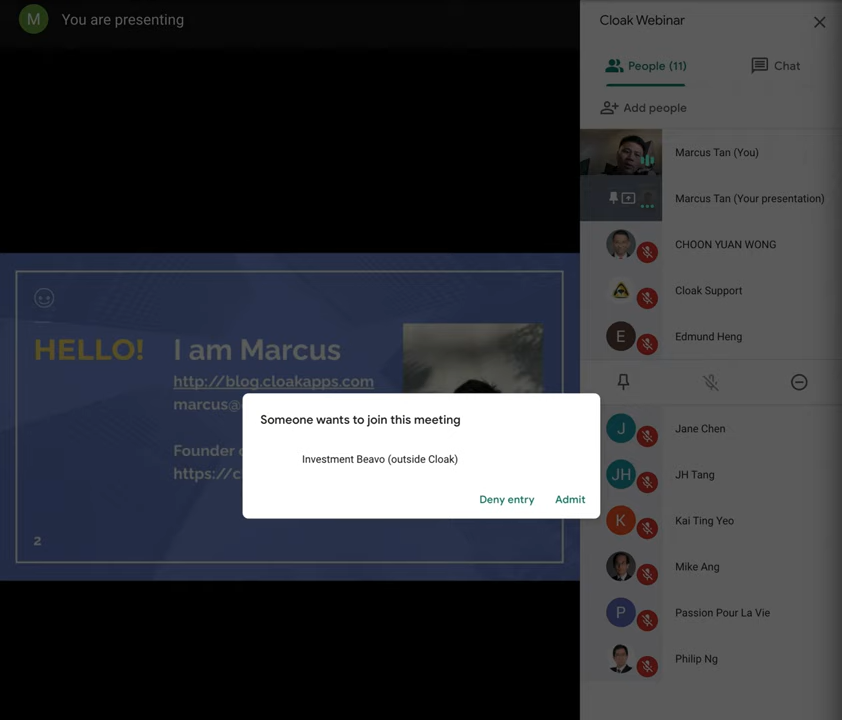 M
You are presenting
Cloak Webinar
People (11)
Chat
Add people
Marcus Tan (You)
Marcus Tan (Your presentation)
CHOON YUAN WONG
Cloak Support
E
Edmund Heng
J
Jane Chen
JH
JH Tang
K
Kai Ting Yeo
Mike Ang
P
Passion Pour La Vie
Philip Ng
HELLO!
I am Marcus
http://blog.cloakapps.com
marcus@
Founder
https://c
2
Someone wants to join this meeting
Investment Beavo (outside Cloak)
Deny entry
Admit